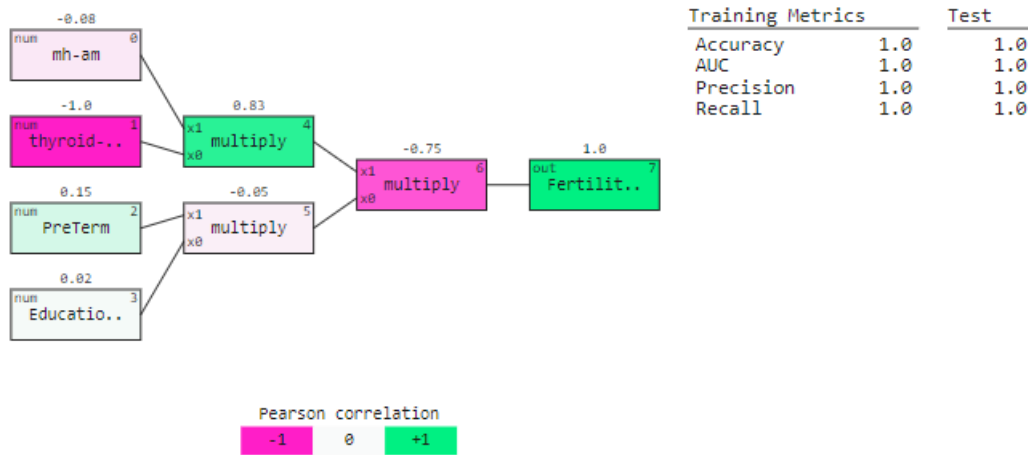 Training Metrics Test
Accuracy 1.0 1.0
AUC 1.0 1.0
Precision 1.0 1.0
Recall 1.0 1.0
-0.08
num 0
mh-am
-1.0
num 1
thyroid-..
0.15
num 2
PreTerm
0.02
num 3
Educatio..
0.83
x1 4
multiply
x0
-0.05
x1 5
multiply
x0
-0.75
x1 6
multiply
x0
1.0
out 7
Fertilit..
Pearson correlation
-1 0 +1